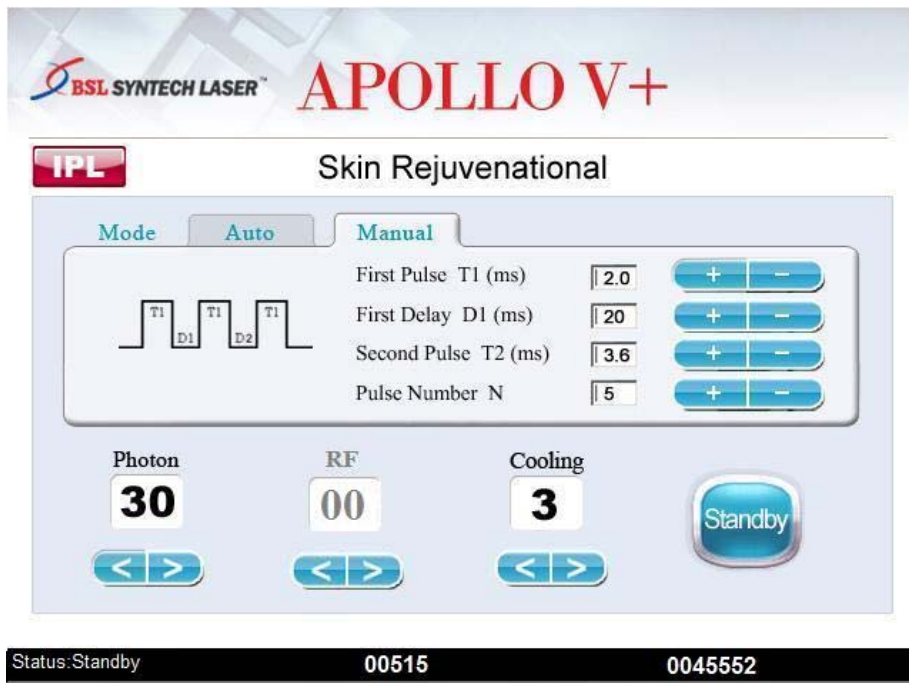 BSL SYNTECH LASER™ APOLLO V+
IPL Skin Rejuvenational
Mode Auto Manual
First Pulse T1 (ms) 2.0 + −
First Delay D1 (ms) 20 + −
Second Pulse T2 (ms) 3.6 + −
Pulse Number N 5 + −
T1 D1 T1 D2 T1
Photon RF Cooling
30 00 3 Standby
< > < > < >
Status:Standby 00515 0045552